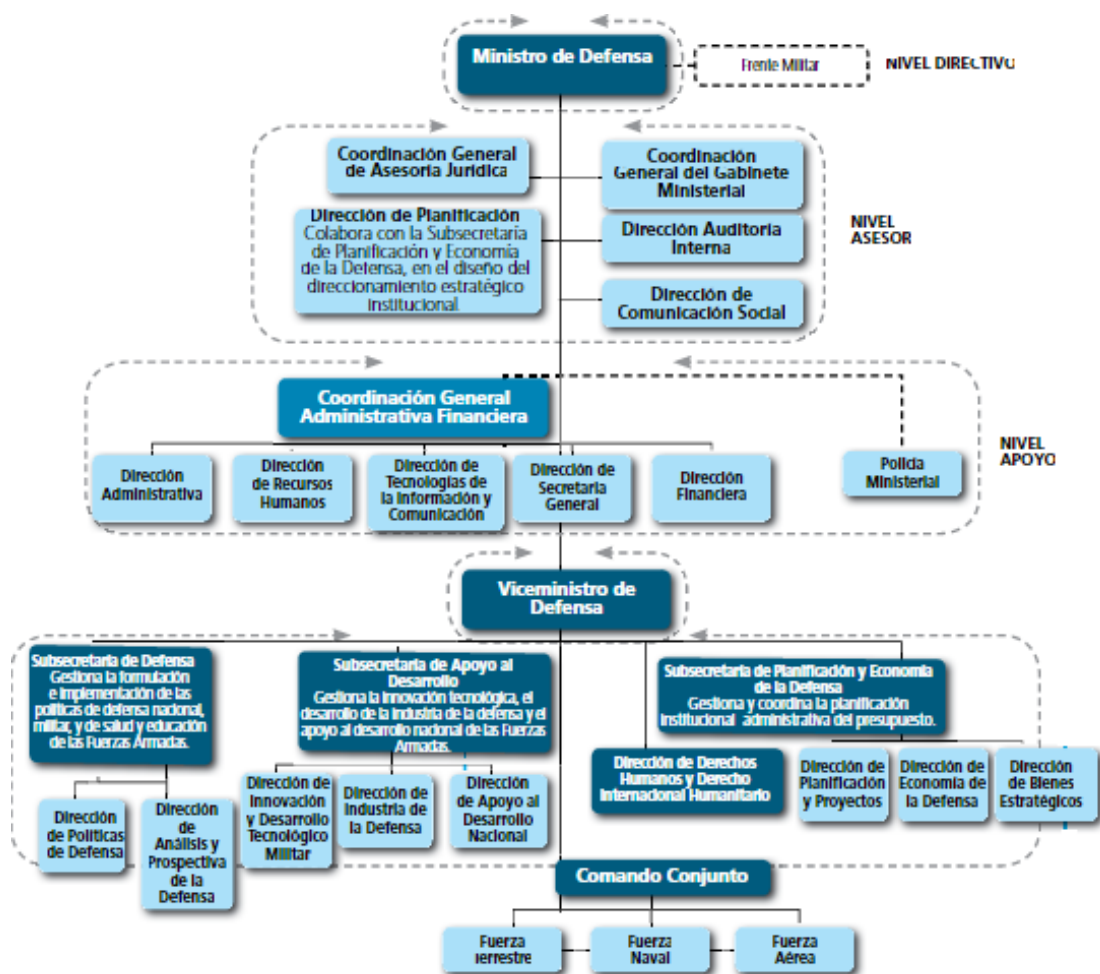 Ministro de Defensa
Frente Militar
NIVEL DIRECTIVO
Coordinación General
de Asesoría Jurídica
Coordinación
General del Gabinete
Ministerial
Dirección de Planificación
Colabora con la Subsecretaría
de Planificación y Economía
de la Defensa, en el diseño del
direccionamiento estratégico
institucional
Dirección Auditoría
Interna
Dirección de
Comunicación Social
NIVEL
ASESOR
Coordinación General
Administrativa Financiera
Dirección
Administrativa
Dirección
de Recursos
Humanos
Dirección de
Tecnologías de
la Información y
Comunicación
Dirección de
Secretaría
General
Dirección
Financiera
Policía
Ministerial
NIVEL
APOYO
Viceministro de
Defensa
Subsecretaría de Defensa
Gestiona la formulación
e implementación de las
políticas de defensa nacional,
militar, y de salud y educación
de las Fuerzas Armadas.
Subsecretaría de Apoyo al
Desarrollo
Gestiona la innovación tecnológica, el
desarrollo de la industria de la defensa y el
apoyo al desarrollo nacional de las Fuerzas
Armadas.
Subsecretaría de Planificación y Economía
de la Defensa
Gestiona y coordina la planificación
institucional administrativa del presupuesto.
Dirección
de Políticas
de Defensa
Dirección
de
Análisis y
Prospectiva
de la
Defensa
Dirección de
Innovación
y Desarrollo
Tecnológico
Militar
Dirección de
Industria de
la Defensa
Dirección
de Apoyo al
Desarrollo
Nacional
Dirección de Derechos
Humanos y Derecho
Internacional Humanitario
Dirección de
Planificación
y Proyectos
Dirección de
Economía de
la Defensa
Dirección
de Bienes
Estratégicos
Comando Conjunto
Fuerza
Terrestre
Fuerza
Naval
Fuerza
Aérea